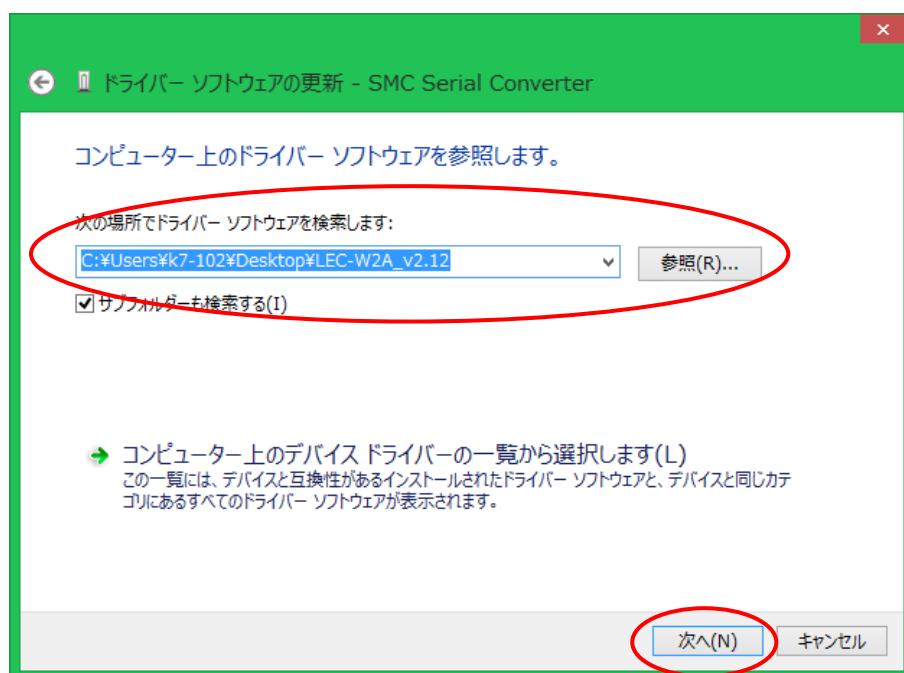 ドライバー ソフトウェアの更新 - SMC Serial Converter
コンピューター上のドライバー ソフトウェアを参照します。
次の場所でドライバー ソフトウェアを検索します:
C:¥Users¥k7-102¥Desktop¥LEC-W2A_v2.12
参照(R)...
サブフォルダーも検索する(I)
コンピューター上のデバイス ドライバーの一覧から選択します(L)
この一覧には、デバイスと互換性があるインストールされたドライバー ソフトウェアと、デバイスと同じカテ
ゴリにあるすべてのドライバー ソフトウェアが表示されます。
次へ(N)
キャンセル